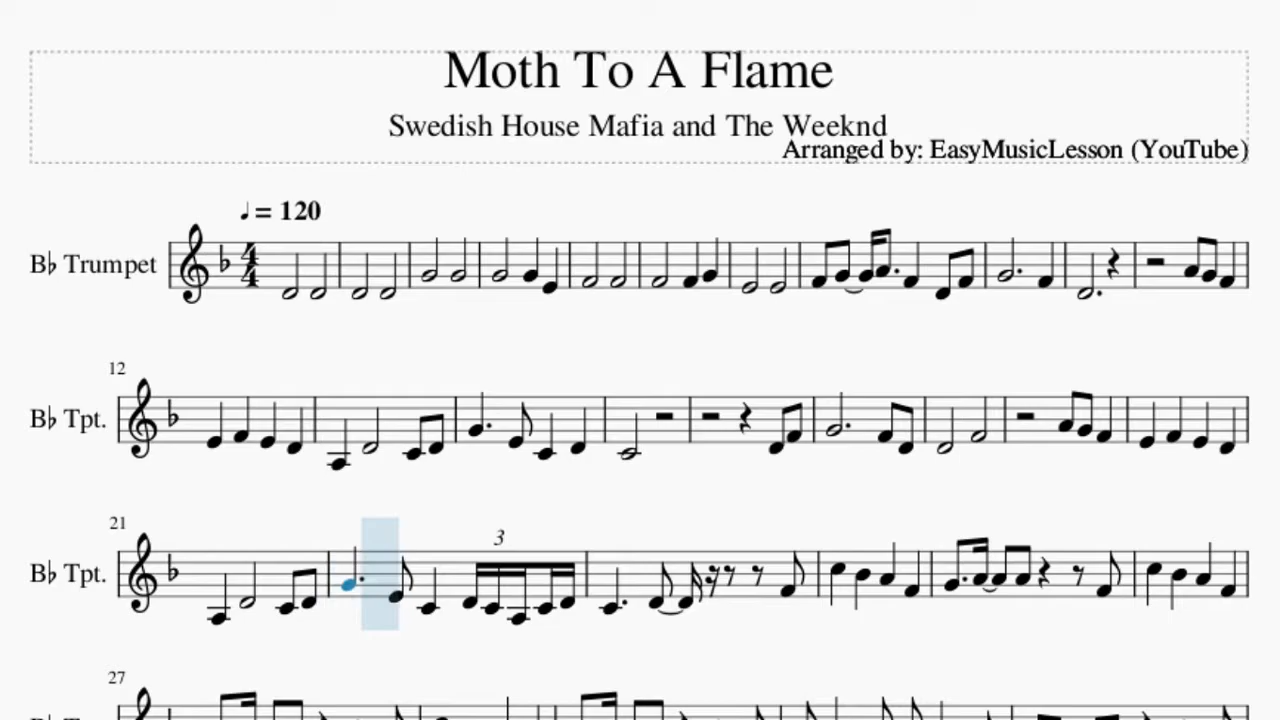 Moth To A Flame
Swedish House Mafia and The Weeknd
Arranged by: EasyMusicLesson (YouTube)
♩ = 120
B♭ Trumpet
4
4
12
B♭ Tpt.
21
3
B♭ Tpt.
27